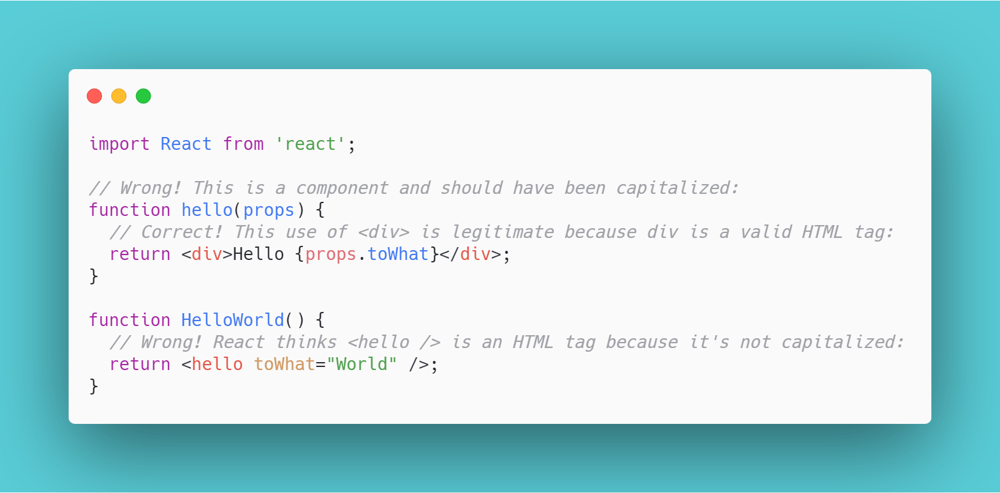 import React from 'react';

// Wrong! This is a component and should have been capitalized:
function hello(props) {
  // Correct! This use of <div> is legitimate because div is a valid HTML tag:
  return <div>Hello {props.toWhat}</div>;
}

function HelloWorld() {
  // Wrong! React thinks <hello /> is an HTML tag because it's not capitalized:
  return <hello toWhat="World" />;
}